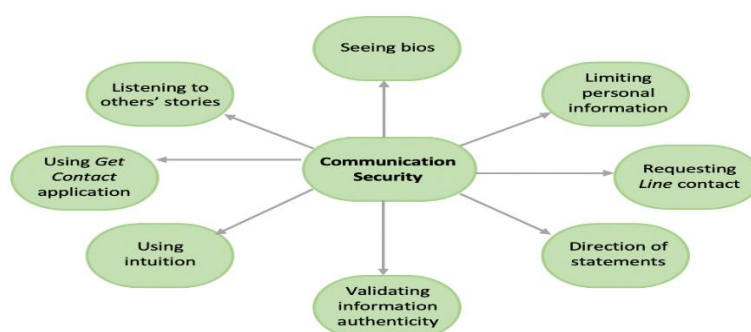 Seeing bios
Listening to
others’ stories
Limiting
personal
information
Using Get
Contact
application
Communication
Security
Requesting
Line contact
Using
intuition
Direction of
statements
Validating
information
authenticity